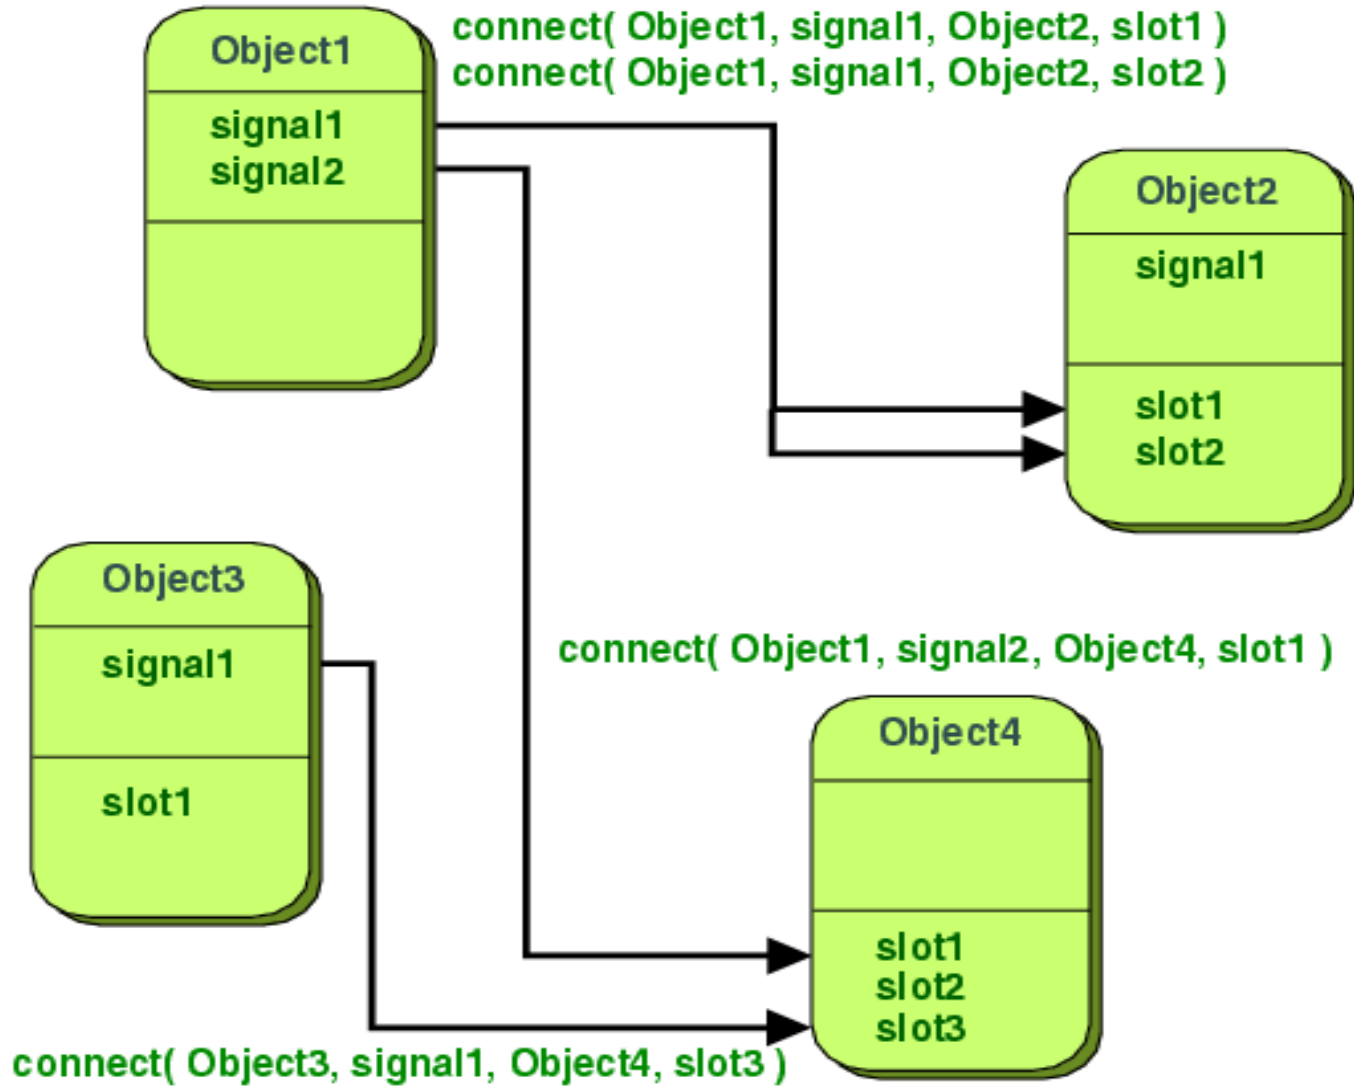 Object1
signal1
signal2
connect( Object1, signal1, Object2, slot1 )
connect( Object1, signal1, Object2, slot2 )
Object2
signal1
slot1
slot2
Object3
signal1
slot1
connect( Object1, signal2, Object4, slot1 )
Object4
slot1
slot2
slot3
connect( Object3, signal1, Object4, slot3 )